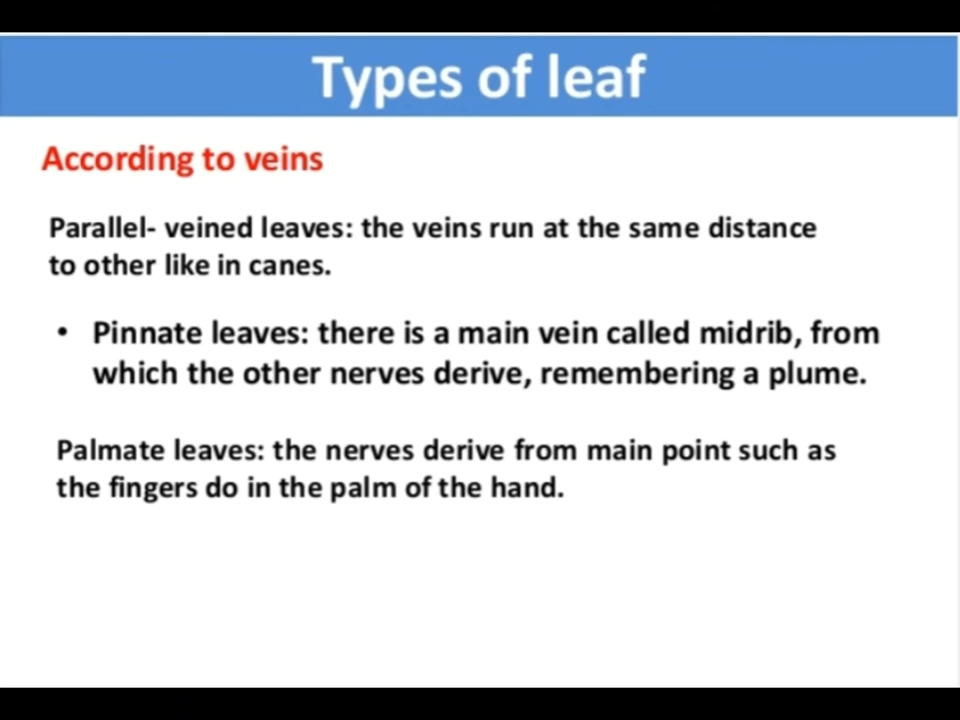 Types of leaf
According to veins
Parallel- veined leaves: the veins run at the same distance
to other like in canes.
• Pinnate leaves: there is a main vein called midrib, from
which the other nerves derive, remembering a plume.
Palmate leaves: the nerves derive from main point such as
the fingers do in the palm of the hand.